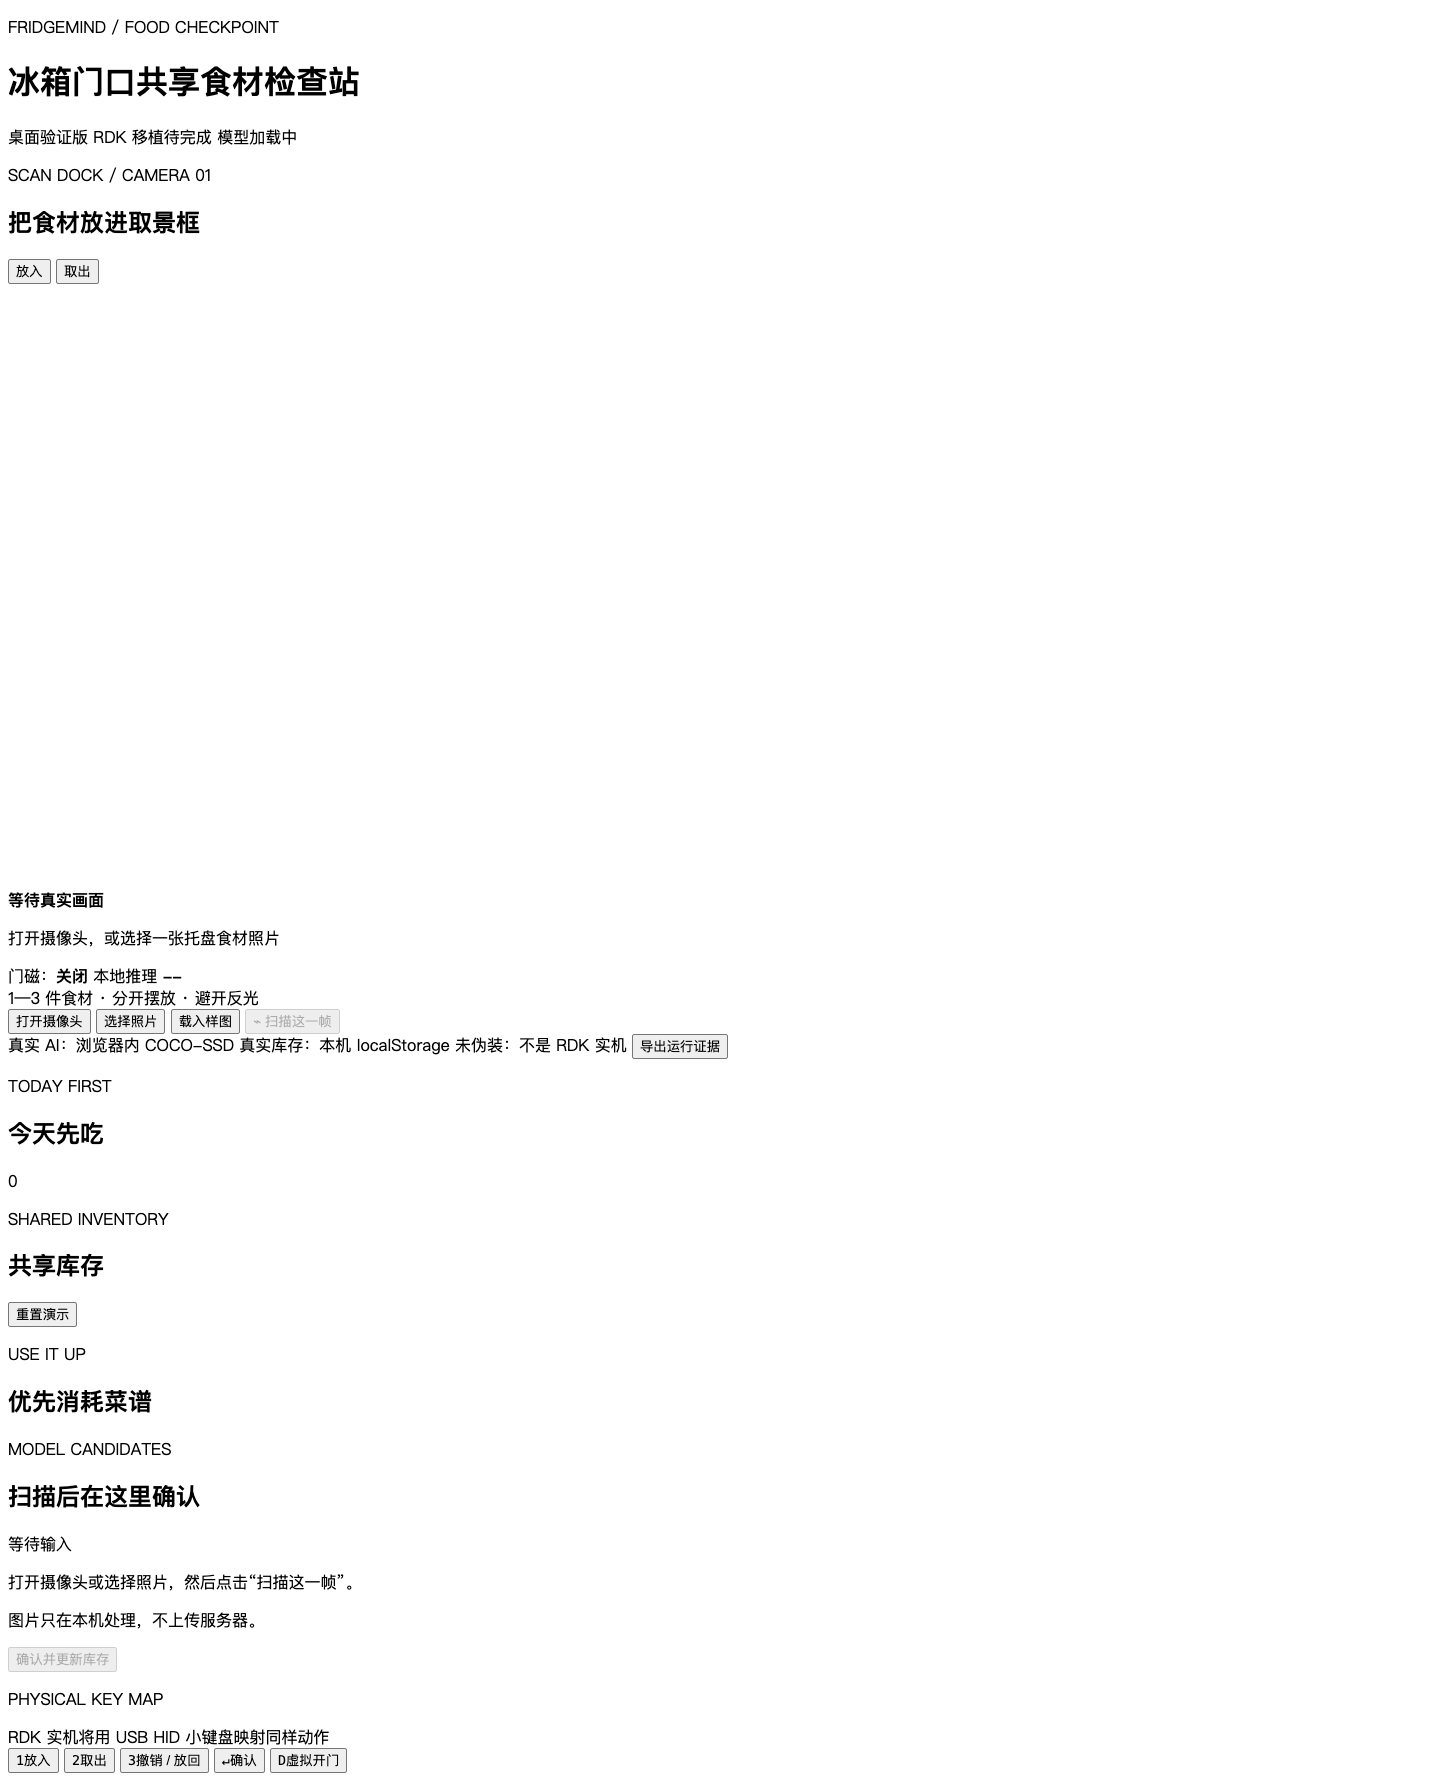 FRIDGEMIND / FOOD CHECKPOINT
冰箱门口共享食材检查站
桌面验证版 RDK 移植待完成 模型加载中
SCAN DOCK / CAMERA 01
把食材放进取景框
放入 取出
等待真实画面
打开摄像头，或选择一张托盘食材照片
门磁：关闭 本地推理 --
1—3 件食材 · 分开摆放 · 避开反光
打开摄像头 选择照片 载入样图 ⌁ 扫描这一帧
真实 AI：浏览器内 COCO-SSD 真实库存：本机 localStorage 未伪装：不是 RDK 实机 导出运行证据
TODAY FIRST
今天先吃
0
SHARED INVENTORY
共享库存
重置演示
USE IT UP
优先消耗菜谱
MODEL CANDIDATES
扫描后在这里确认
等待输入
打开摄像头或选择照片，然后点击“扫描这一帧”。
图片只在本机处理，不上传服务器。
确认并更新库存
PHYSICAL KEY MAP
RDK 实机将用 USB HID 小键盘映射同样动作
1放入 2取出 3撤销 / 放回 ↵确认 D虚拟开门